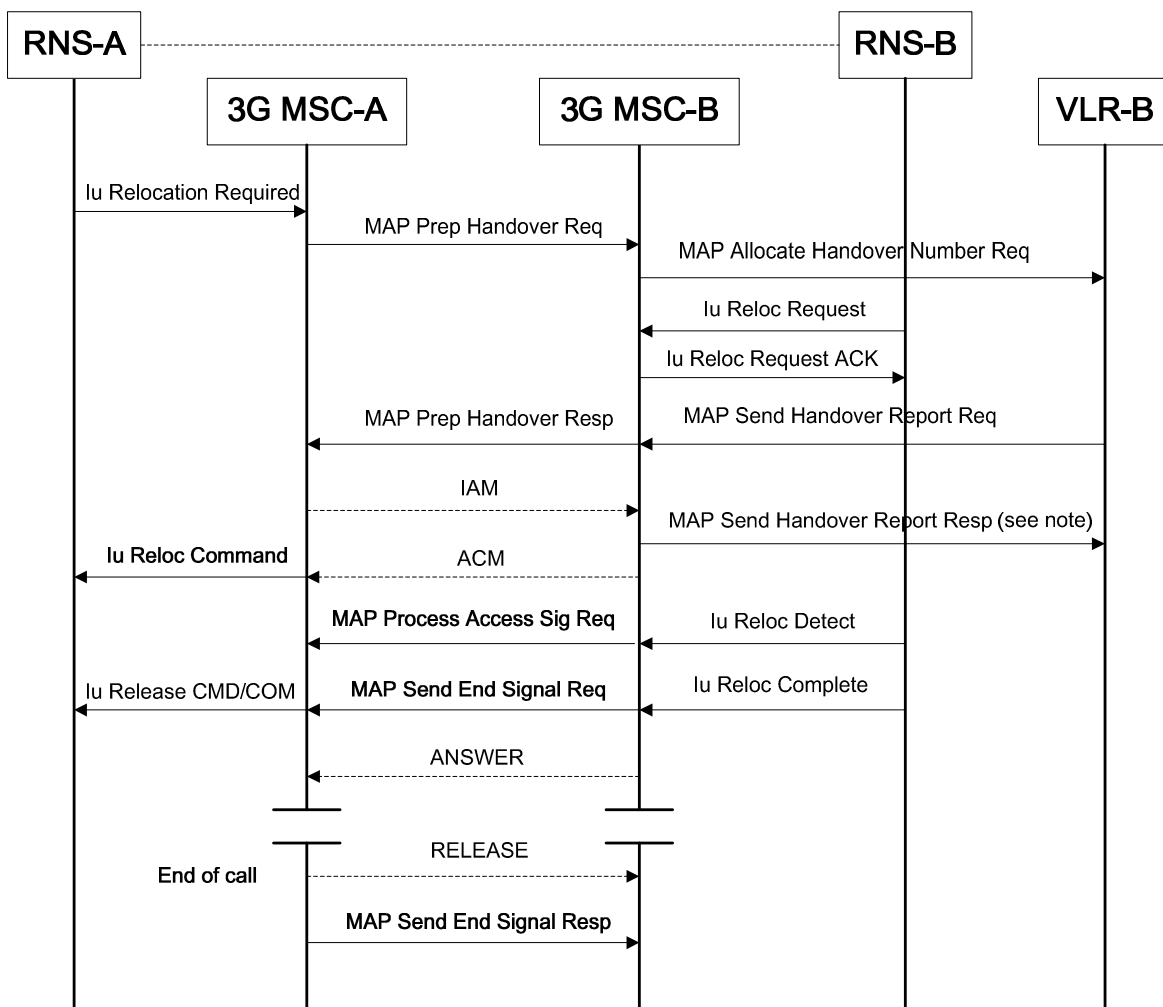 RNS-A
RNS-B
3G MSC-A
3G MSC-B
VLR-B
Iu Relocation Required
MAP Prep Handover Req
MAP Allocate Handover Number Req
Iu Reloc Request
Iu Reloc Request ACK
MAP Prep Handover Resp
MAP Send Handover Report Req
IAM
MAP Send Handover Report Resp (see note)
Iu Reloc Command
ACM
MAP Process Access Sig Req
Iu Reloc Detect
Iu Release CMD/COM
MAP Send End Signal Req
Iu Reloc Complete
ANSWER
RELEASE
End of call
MAP Send End Signal Resp